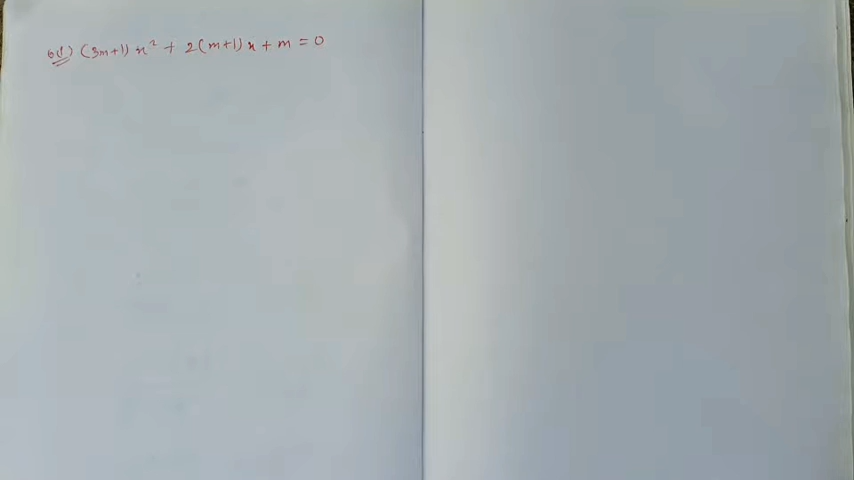 6(i) (3m+1) x² + 2(m+1) x + m = 0